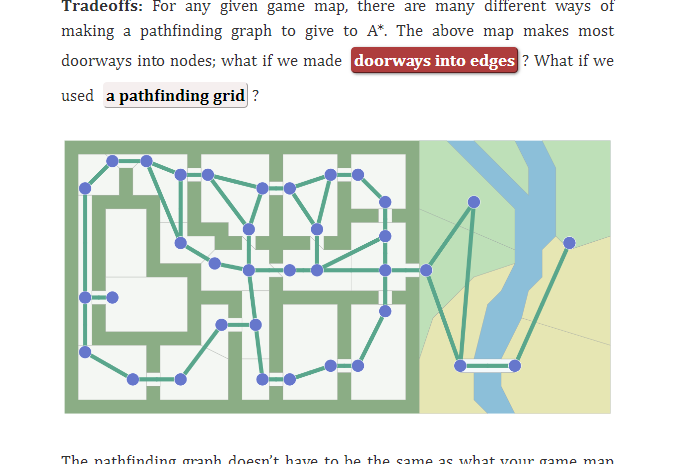 Tradeoffs: For any given game map, there are many different ways of
making a pathfinding graph to give to A*. The above map makes most
doorways into nodes; what if we made doorways into edges ? What if we
used a pathfinding grid ?
The pathfinding graph doesn't have to be the same as what your game map